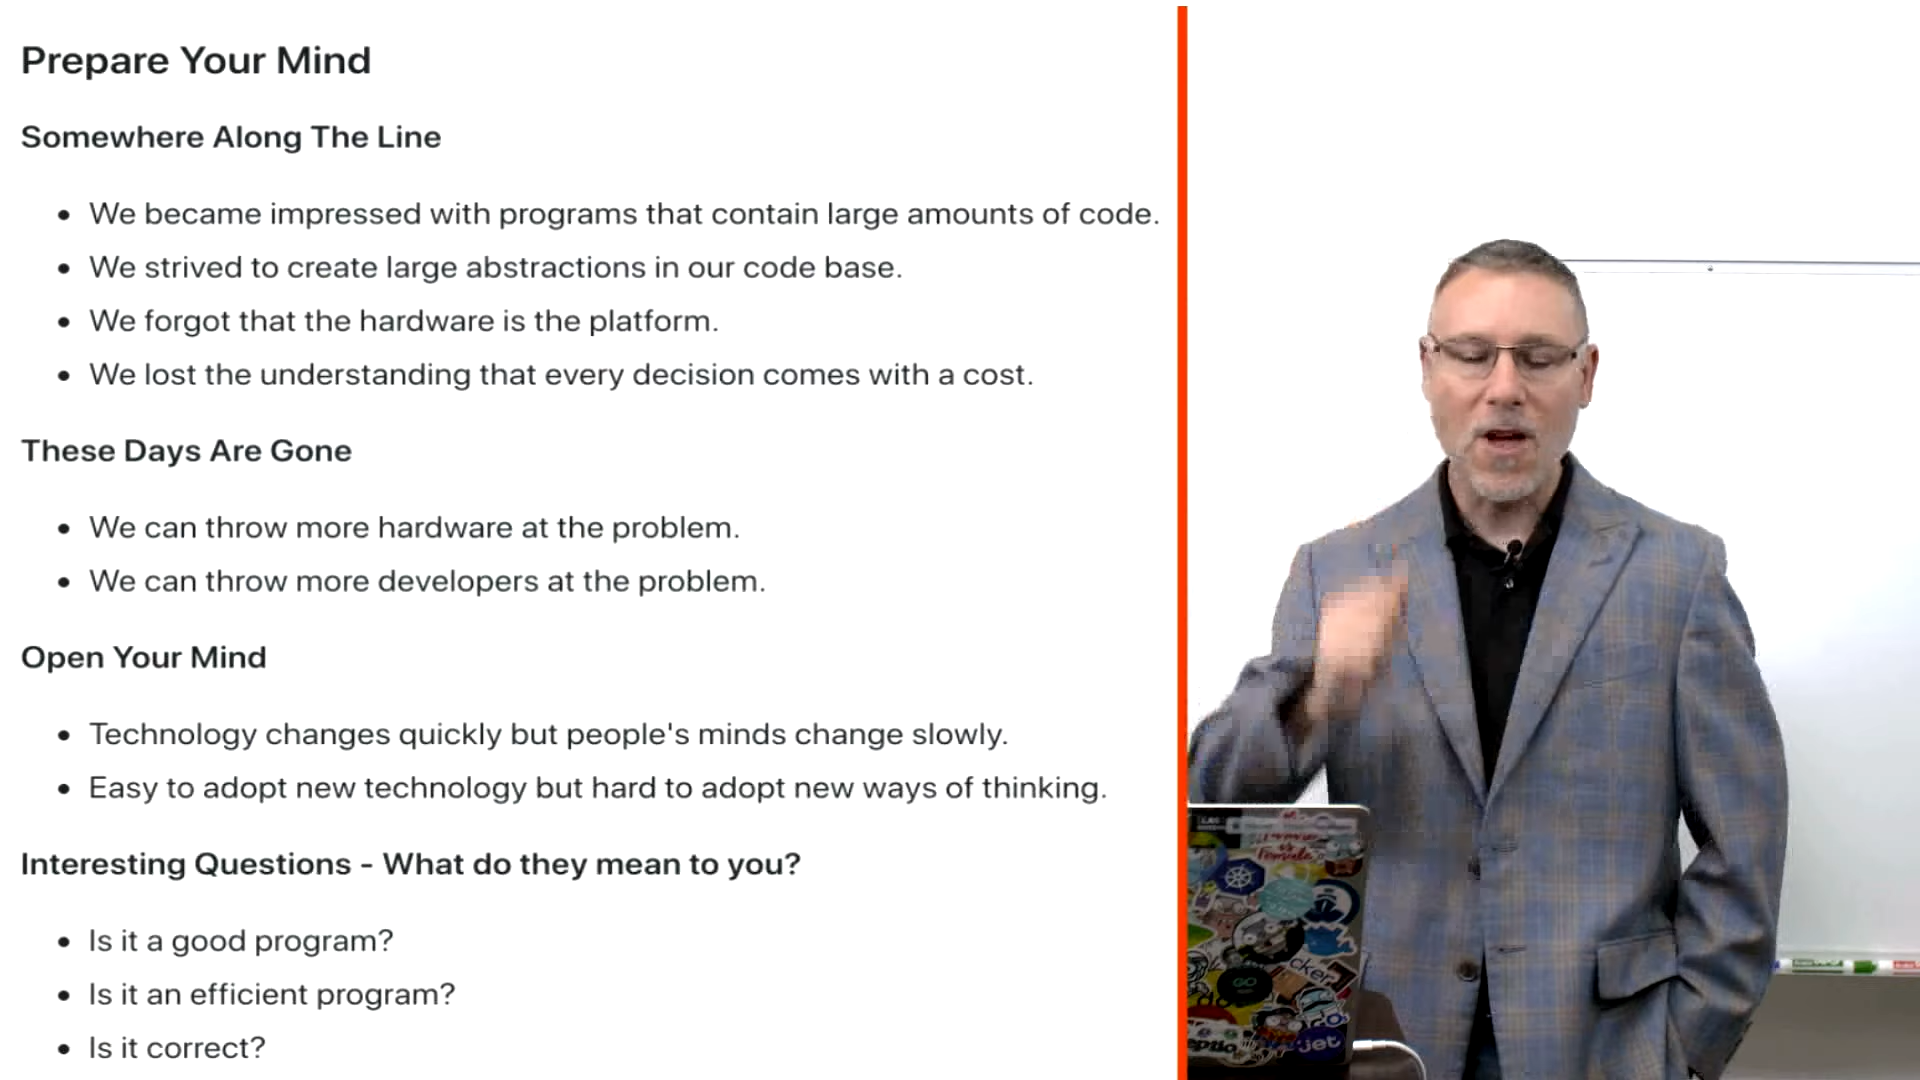 Prepare Your Mind
Somewhere Along The Line
• We became impressed with programs that contain large amounts of code.
• We strived to create large abstractions in our code base.
• We forgot that the hardware is the platform.
• We lost the understanding that every decision comes with a cost.
These Days Are Gone
• We can throw more hardware at the problem.
• We can throw more developers at the problem.
Open Your Mind
• Technology changes quickly but people's minds change slowly.
• Easy to adopt new technology but hard to adopt new ways of thinking.
Interesting Questions - What do they mean to you?
• Is it a good program?
• Is it an efficient program?
• Is it correct?
cker
GO
jet